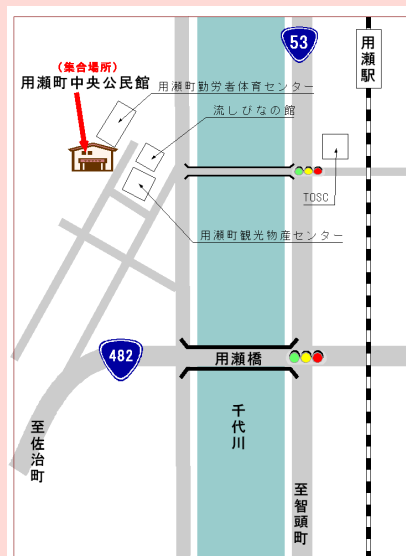 53
用瀬駅
(集合場所)
用瀬町中央公民館
用瀬町勤労者体育センター
流しびなの館
TOSC
用瀬町観光物産センター
482
用瀬橋
千代川
至佐治町
至智頭町